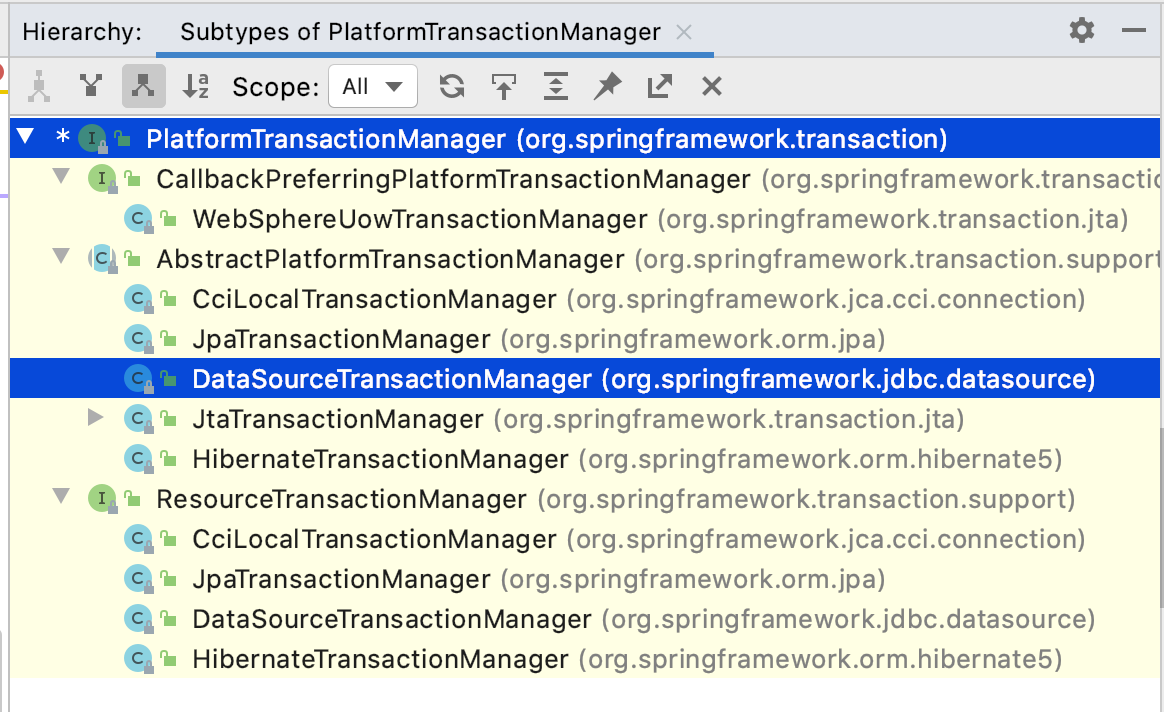 Hierarchy: Subtypes of PlatformTransactionManager
Scope: All
* I PlatformTransactionManager (org.springframework.transaction)
I CallbackPreferringPlatformTransactionManager (org.springframework.transactio
C WebSphereUowTransactionManager (org.springframework.transaction.jta)
C AbstractPlatformTransactionManager (org.springframework.transaction.support
C CciLocalTransactionManager (org.springframework.jca.cci.connection)
C JpaTransactionManager (org.springframework.orm.jpa)
C DataSourceTransactionManager (org.springframework.jdbc.datasource)
C JtaTransactionManager (org.springframework.transaction.jta)
C HibernateTransactionManager (org.springframework.orm.hibernate5)
I ResourceTransactionManager (org.springframework.transaction.support)
C CciLocalTransactionManager (org.springframework.jca.cci.connection)
C JpaTransactionManager (org.springframework.orm.jpa)
C DataSourceTransactionManager (org.springframework.jdbc.datasource)
C HibernateTransactionManager (org.springframework.orm.hibernate5)